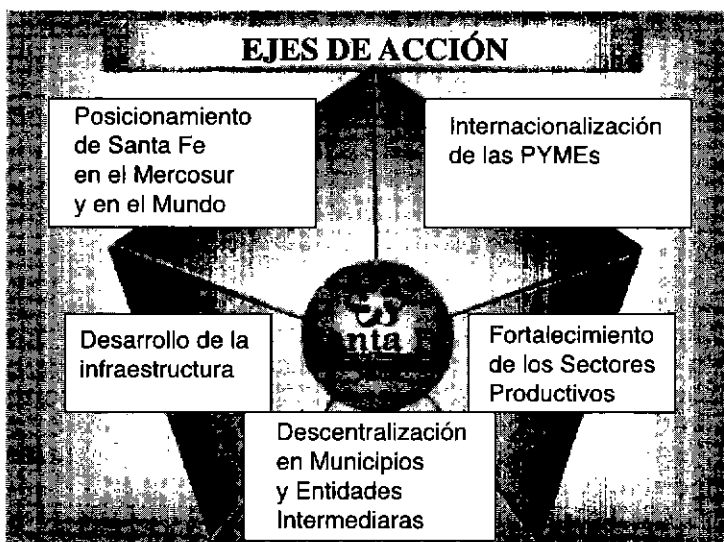 EJES DE ACCIÓN
Posicionamiento
de Santa Fe
en el Mercosur
y en el Mundo
Internacionalización
de las PYMEs
Desarrollo de la
infraestructura
Fortalecimiento
de los Sectores
Productivos
Descentralización
en Municipios
y Entidades
Intermediaras